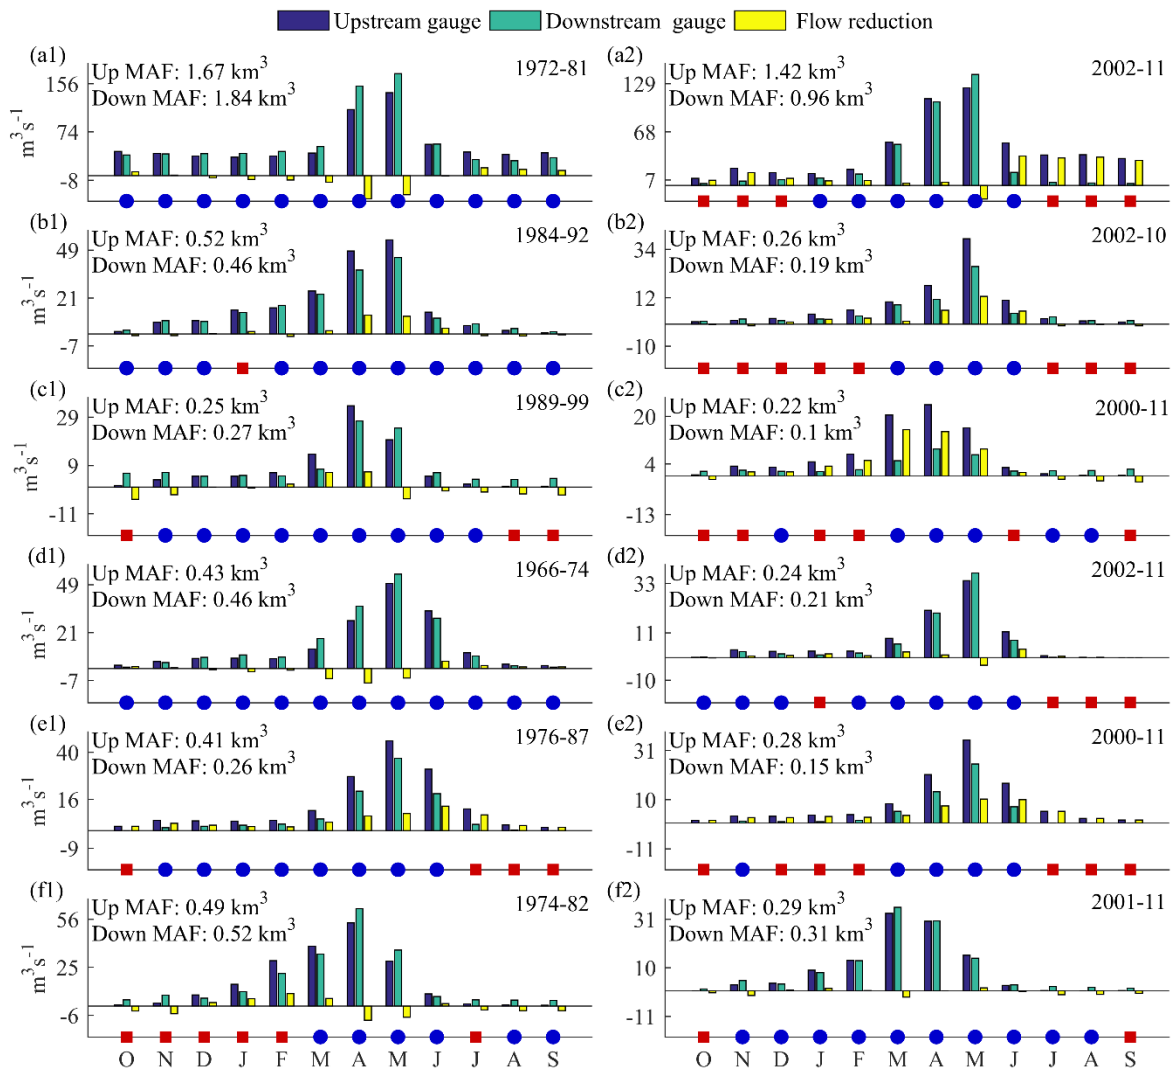 Upstream gauge Downstream gauge Flow reduction
(a1) Up MAF: 1.67 km³ 1972-81
Down MAF: 1.84 km³
156
74
-8
m³s⁻¹
(a2) Up MAF: 1.42 km³ 2002-11
Down MAF: 0.96 km³
129
68
7
(b1) Up MAF: 0.52 km³ 1984-92
Down MAF: 0.46 km³
49
21
-7
m³s⁻¹
(b2) Up MAF: 0.26 km³ 2002-10
Down MAF: 0.19 km³
34
12
-10
(c1) Up MAF: 0.25 km³ 1989-99
Down MAF: 0.27 km³
29
9
-11
m³s⁻¹
(c2) Up MAF: 0.22 km³ 2000-11
Down MAF: 0.1 km³
20
4
-13
(d1) Up MAF: 0.43 km³ 1966-74
Down MAF: 0.46 km³
49
21
-7
m³s⁻¹
(d2) Up MAF: 0.24 km³ 2002-11
Down MAF: 0.21 km³
33
11
-10
(e1) Up MAF: 0.41 km³ 1976-87
Down MAF: 0.26 km³
40
16
-9
m³s⁻¹
(e2) Up MAF: 0.28 km³ 2000-11
Down MAF: 0.15 km³
31
10
-11
(f1) Up MAF: 0.49 km³ 1974-82
Down MAF: 0.52 km³
56
25
-6
m³s⁻¹
O N D J F M A M J J A S
(f2) Up MAF: 0.29 km³ 2001-11
Down MAF: 0.31 km³
31
10
-11
O N D J F M A M J J A S